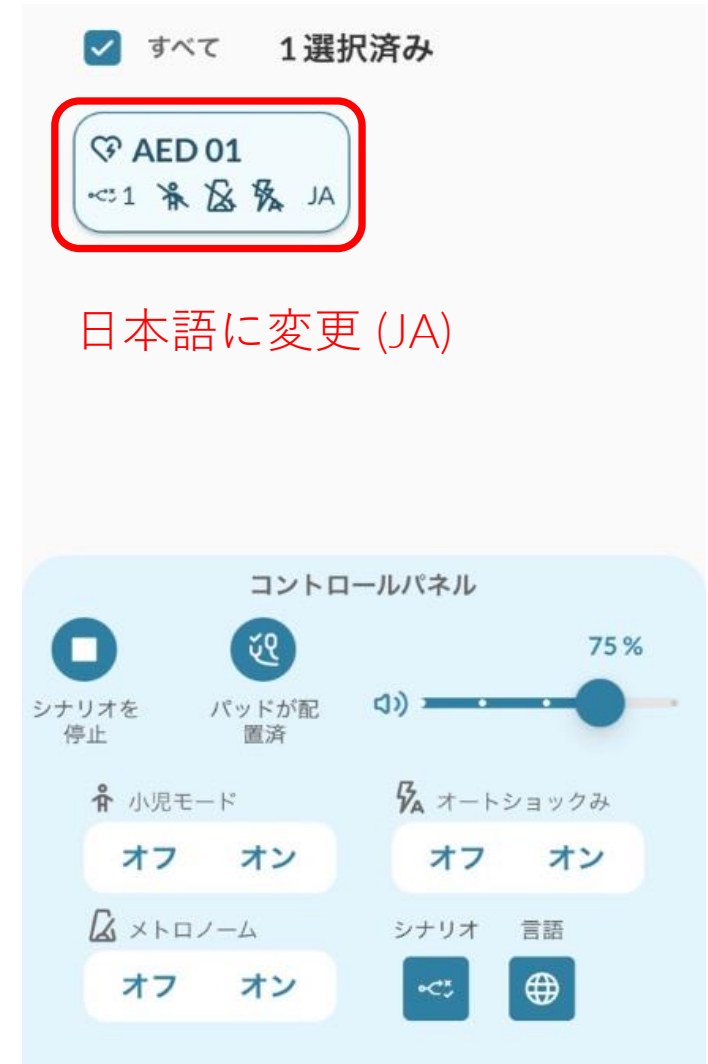 すべて 1選択済み
AED 01
1 JA
日本語に変更 (JA)
コントロールパネル
75 %
シナリオを
停止
パッドが配
置済
小児モード
オートショックみ
オフ オン
オフ オン
メトロノーム
シナリオ 言語
オフ オン